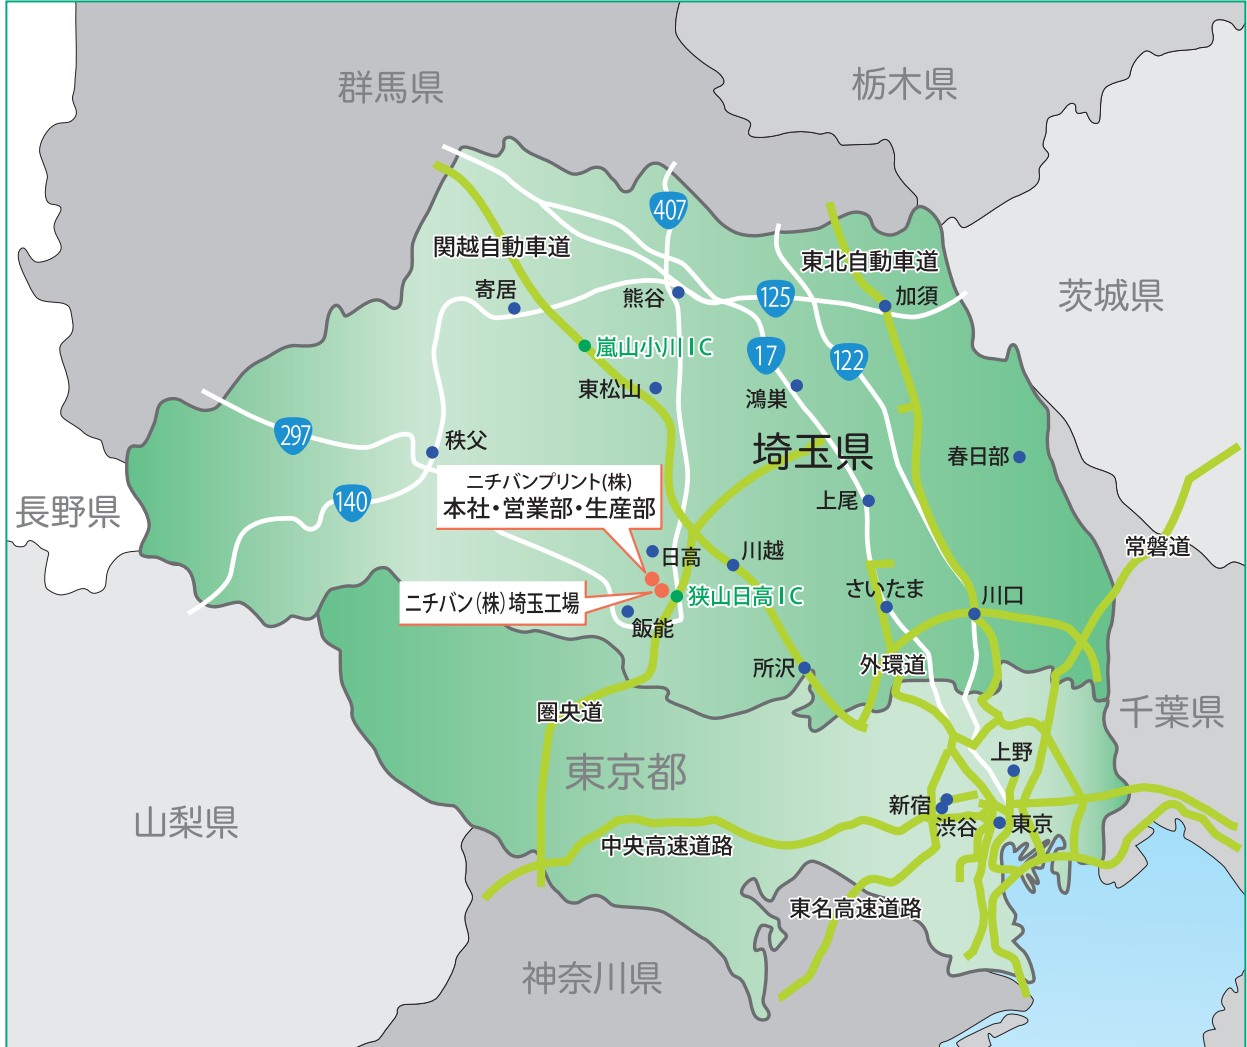 群馬県
栃木県
407
関越自動車道
東北自動車道
寄居
熊谷
125
加須
茨城県
嵐山小川IC
17
122
東松山
鴻巣
297
秩父
埼玉県
春日部
ニチバンプリント(株)
本社・営業部・生産部
140
上尾
長野県
日高
川越
常磐道
ニチバン(株)埼玉工場
狭山日高IC
さいたま
川口
飯能
所沢
外環道
圏央道
千葉県
東京都
上野
山梨県
新宿
渋谷
東京
中央高速道路
東名高速道路
神奈川県